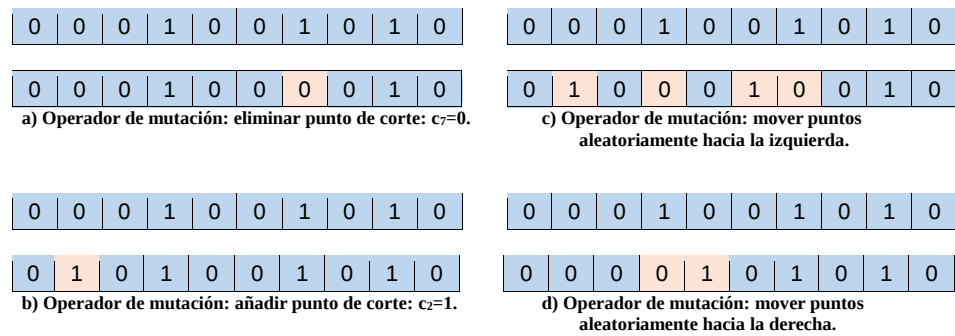 0 0 0 1 0 0 1 0 1 0
0 0 0 1 0 0 0 0 1 0
a) Operador de mutación: eliminar punto de corte: c₇=0.
0 0 0 1 0 0 1 0 1 0
0 1 0 1 0 0 1 0 1 0
b) Operador de mutación: añadir punto de corte: c₂=1.
0 0 0 1 0 0 1 0 1 0
0 1 0 0 0 1 0 0 1 0
c) Operador de mutación: mover puntos
aleatoriamente hacia la izquierda.
0 0 0 1 0 0 1 0 1 0
0 0 0 0 1 0 1 0 1 0
d) Operador de mutación: mover puntos
aleatoriamente hacia la derecha.